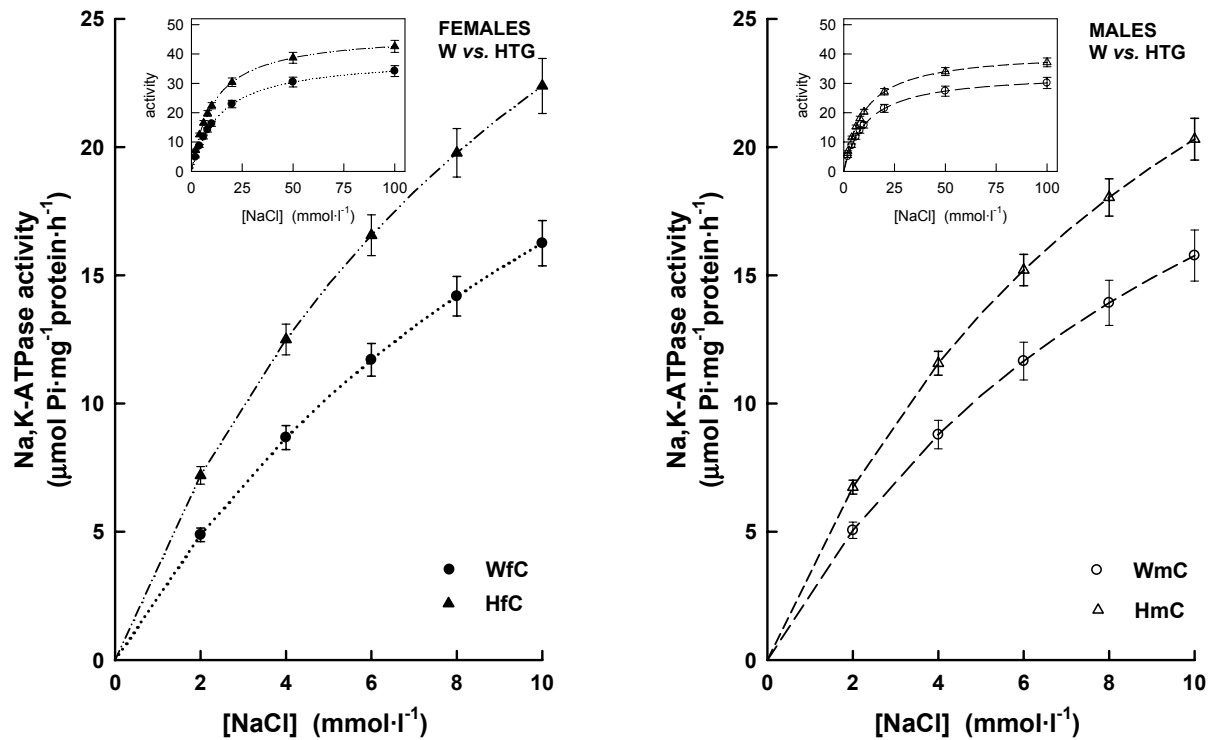 25
20
15
10
5
0
Na,K-ATPase activity
(μmol Pi·mg⁻¹protein·h⁻¹)
0 2 4 6 8 10
[NaCl] (mmol·l⁻¹)
50
40
30
20
10
0
activity
0 25 50 75 100
[NaCl] (mmol·l⁻¹)
FEMALES
W vs. HTG
WfC
HfC
25
20
15
10
5
0
Na,K-ATPase activity
(μmol Pi·mg⁻¹protein·h⁻¹)
0 2 4 6 8 10
[NaCl] (mmol·l⁻¹)
50
40
30
20
10
0
activity
0 25 50 75 100
[NaCl] (mmol·l⁻¹)
MALES
W vs. HTG
WmC
HmC